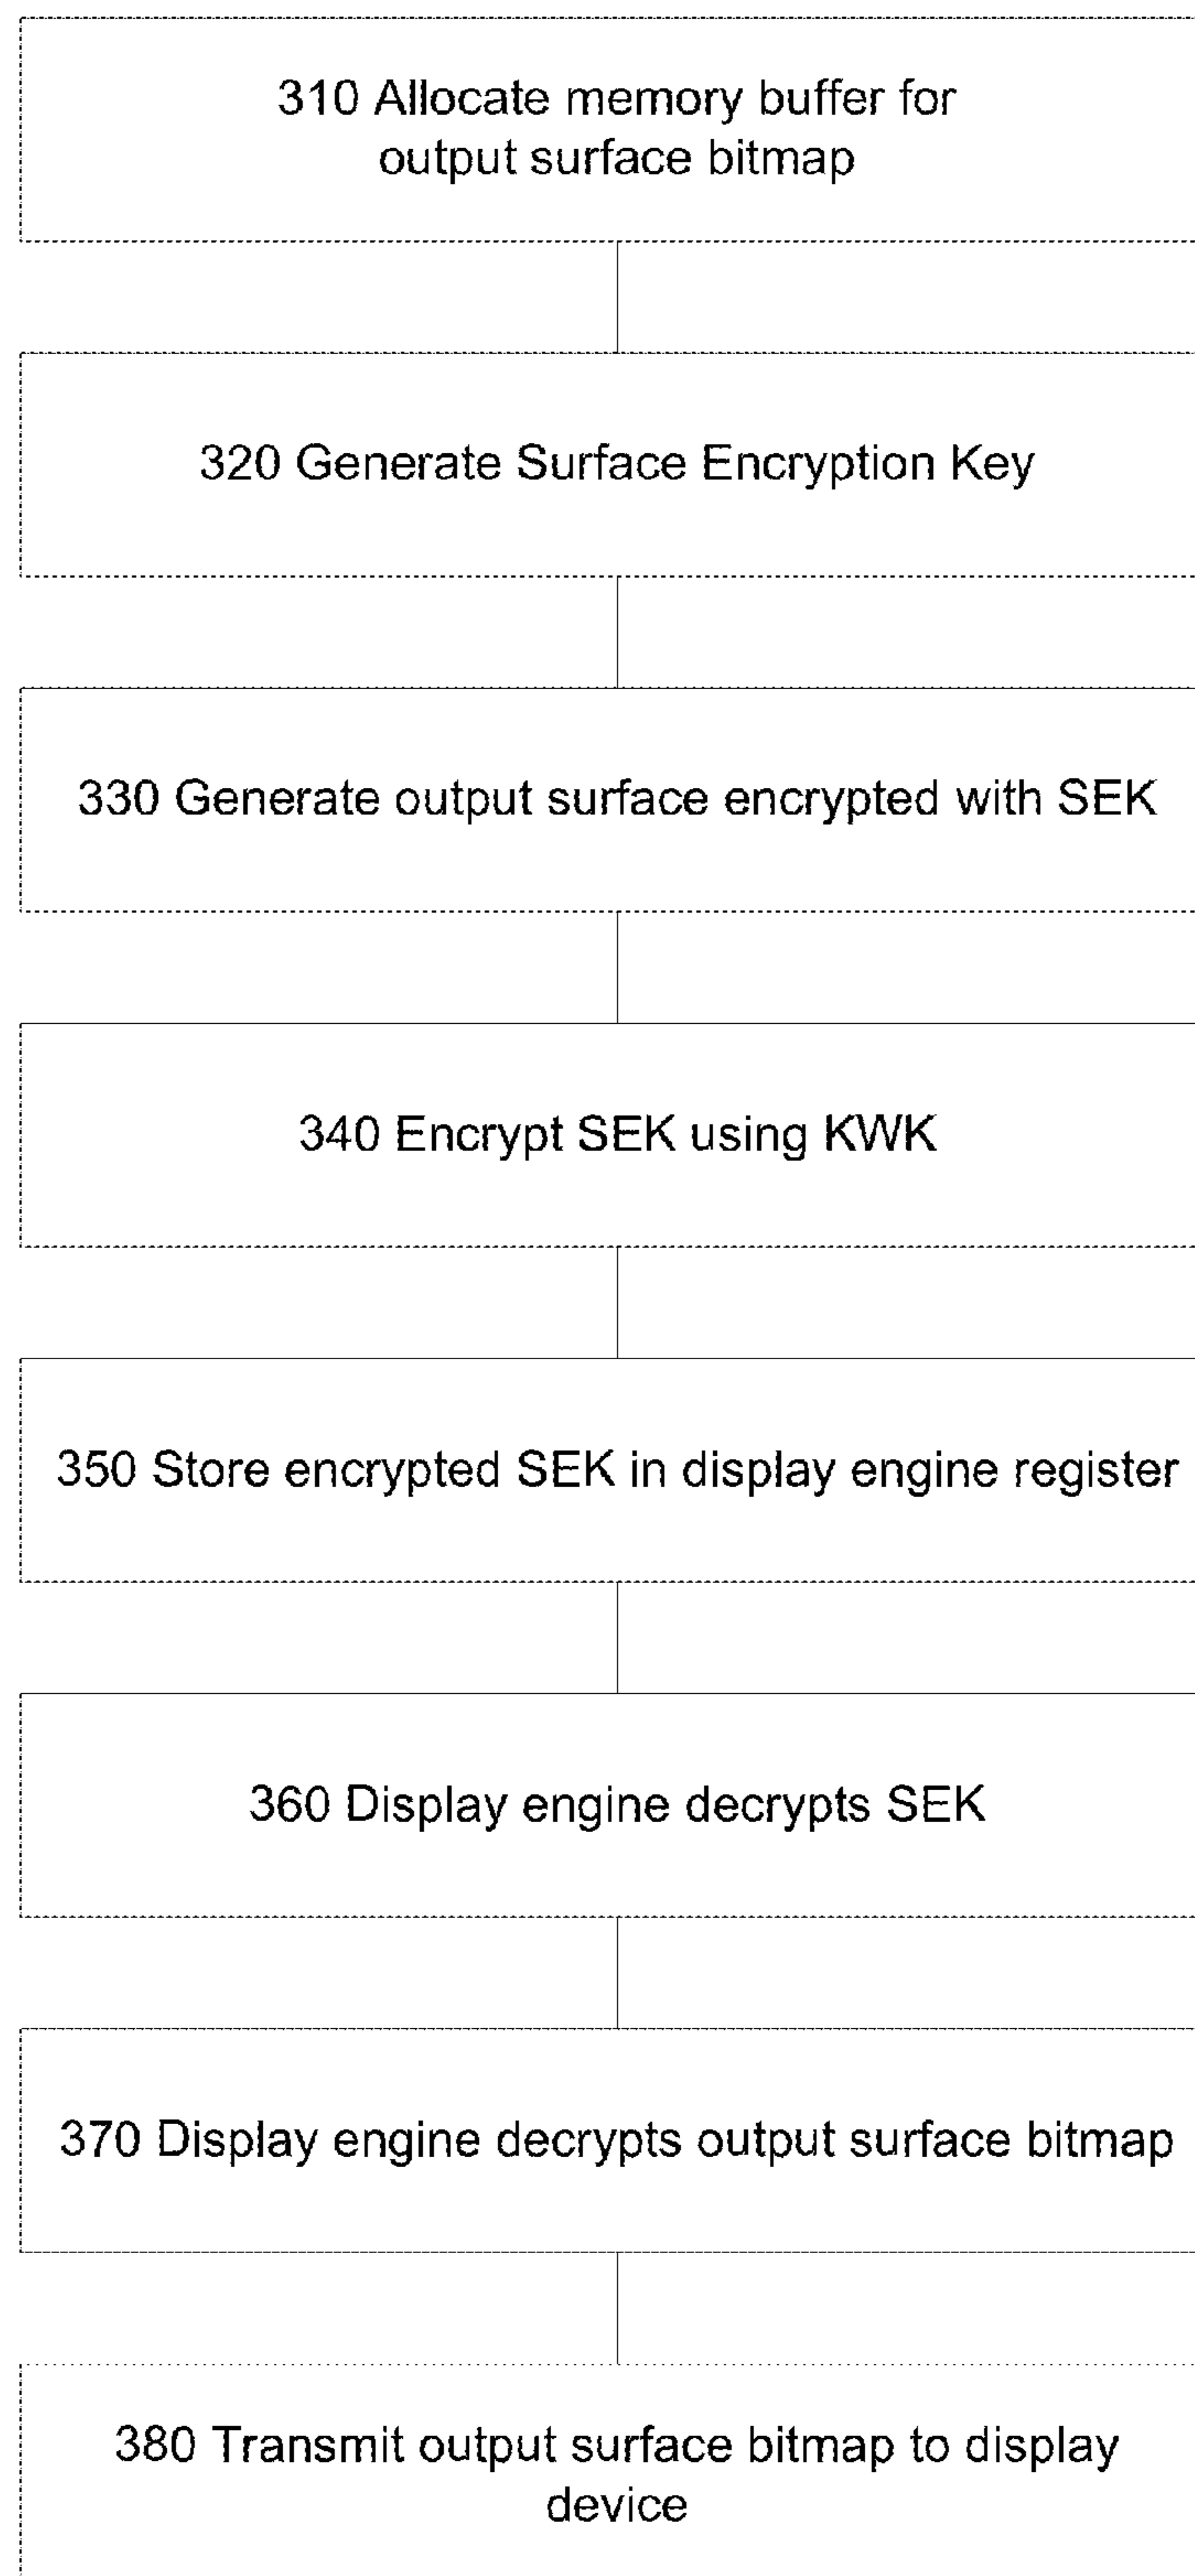 310 Allocate memory buffer for
output surface bitmap
320 Generate Surface Encryption Key
330 Generate output surface encrypted with SEK
340 Encrypt SEK using KWK
350 Store encrypted SEK in display engine register
360 Display engine decrypts SEK
370 Display engine decrypts output surface bitmap
380 Transmit output surface bitmap to display
device